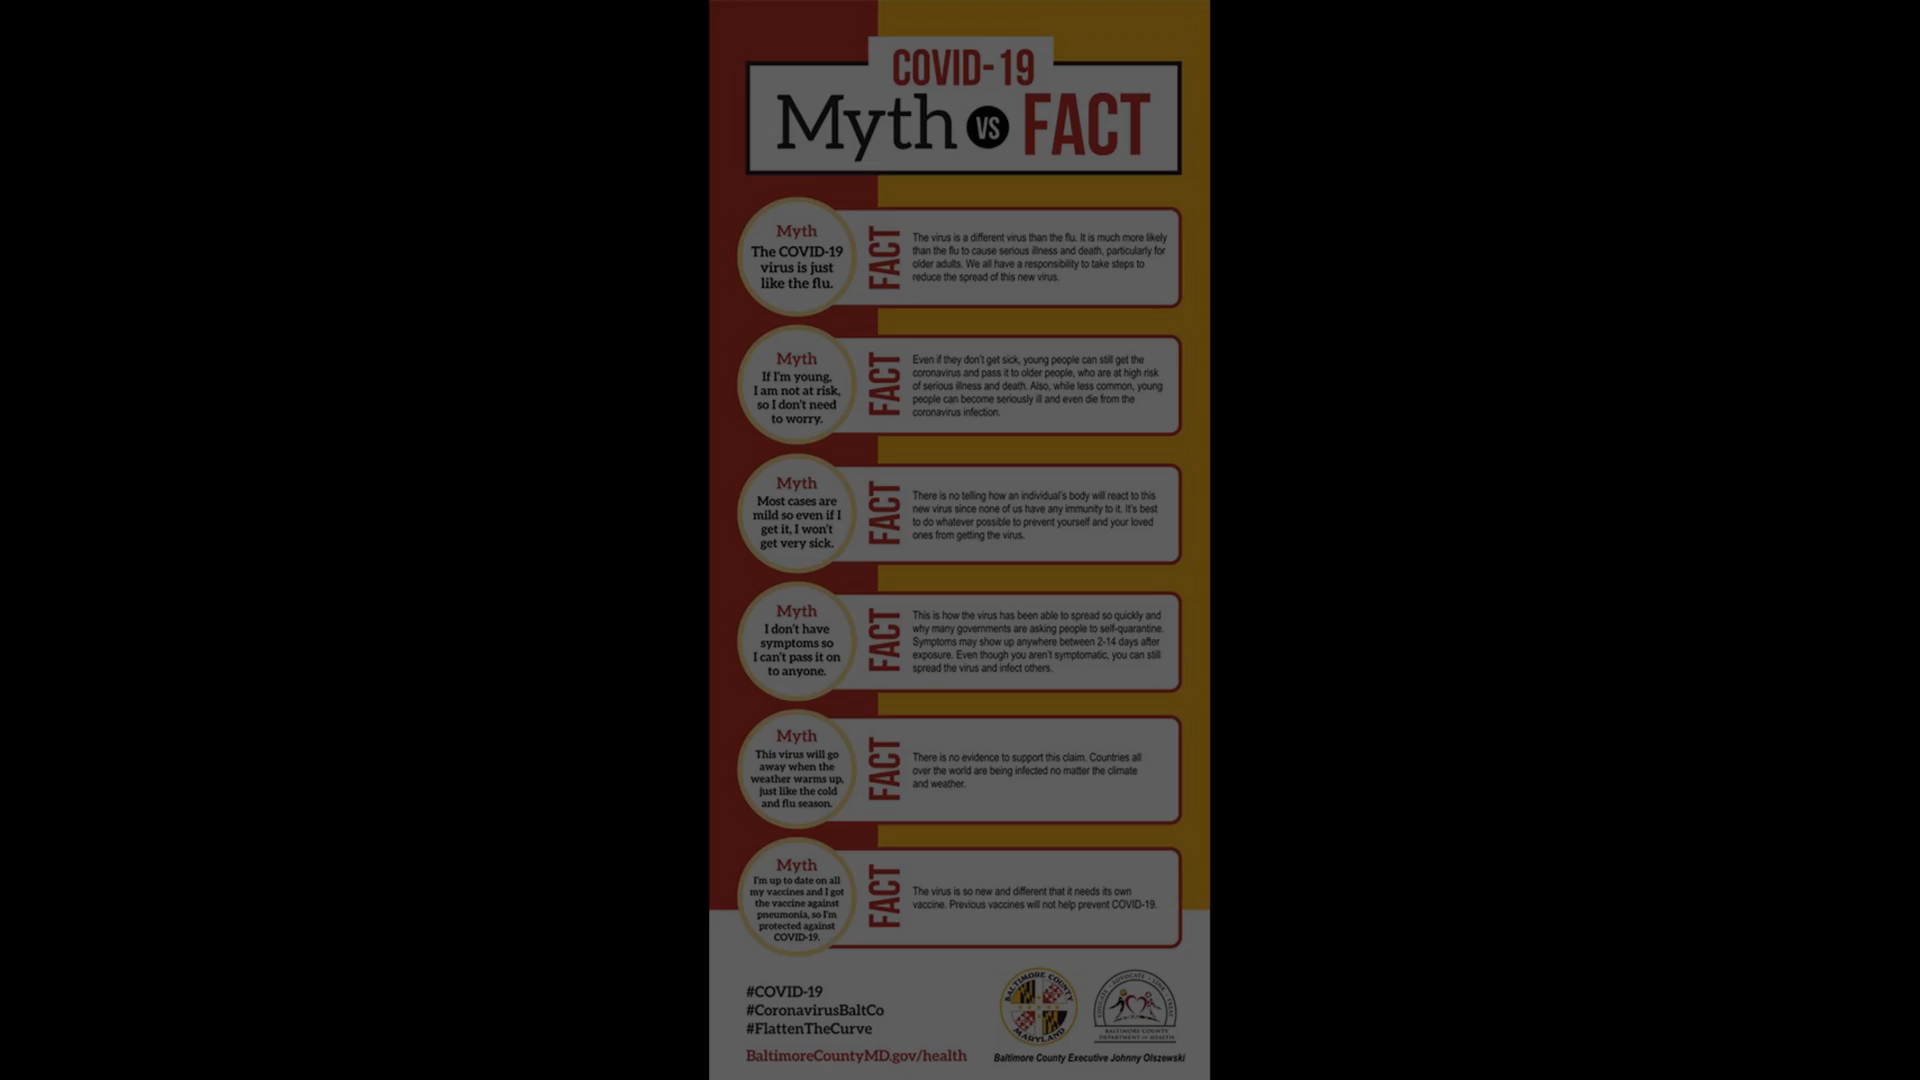 COVID-19
Myth VS FACT
Myth
The COVID-19
virus is just
like the flu.
FACT
The virus is a different virus than the flu. It is much more likely
than the flu to cause serious illness and death, particularly for
older adults. We all have a responsibility to take steps to
reduce the spread of this new virus.
Myth
If I'm young,
I am not at risk,
so I don't need
to worry.
FACT
Even if they don't get sick, young people can still get the
coronavirus and pass it to older people, who are at high risk
of serious illness and death. Also, while less common, young
people can become seriously ill and even die from the
coronavirus infection.
Myth
Most cases are
mild so even if I
get it, I won't
get very sick.
FACT
There is no telling how an individual's body will react to this
new virus since none of us have any immunity to it. It's best
to do whatever possible to prevent yourself and your loved
ones from getting the virus.
Myth
I don't have
symptoms so
I can't pass it on
to anyone.
FACT
This is how the virus has been able to spread so quickly and
why many governments are asking people to self-quarantine.
Symptoms may show up anywhere between 2-14 days after
exposure. Even though you aren't symptomatic, you can still
spread the virus and infect others.
Myth
This virus will go
away when the
weather warms up,
just like the cold
and flu season.
FACT
There is no evidence to support this claim. Countries all
over the world are being infected no matter the climate
and weather.
Myth
I'm up to date on all
my vaccines and I got
the vaccine against
pneumonia, so I'm
protected against
COVID-19.
FACT
The virus is so new and different that it needs its own
vaccine. Previous vaccines will not help prevent COVID-19.
#COVID-19
#CoronavirusBaltCo
#FlattenTheCurve
BaltimoreCountyMD.gov/health
BALTIMORE COUNTY
MARYLAND
EDUCATE • ADVOCATE • LINK • TREAT
BALTIMORE COUNTY
DEPARTMENT OF HEALTH
Baltimore County Executive Johnny Olszewski